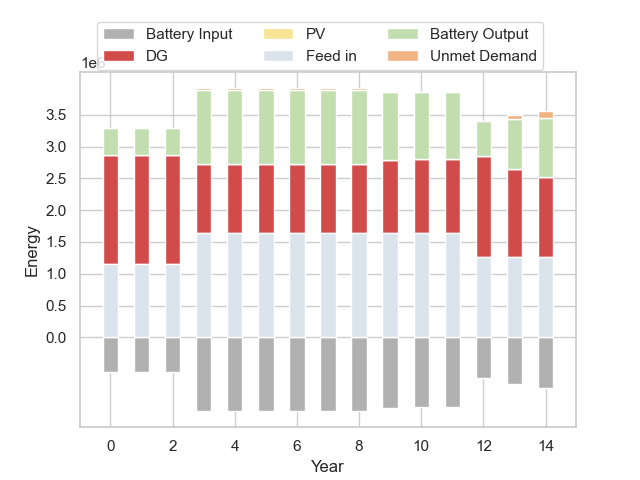 Battery Input PV Battery Output
DG Feed in Unmet Demand
1e6
3.5
3.0
2.5
2.0
1.5
1.0
0.5
0.0
Energy
0 2 4 6 8 10 12 14
Year